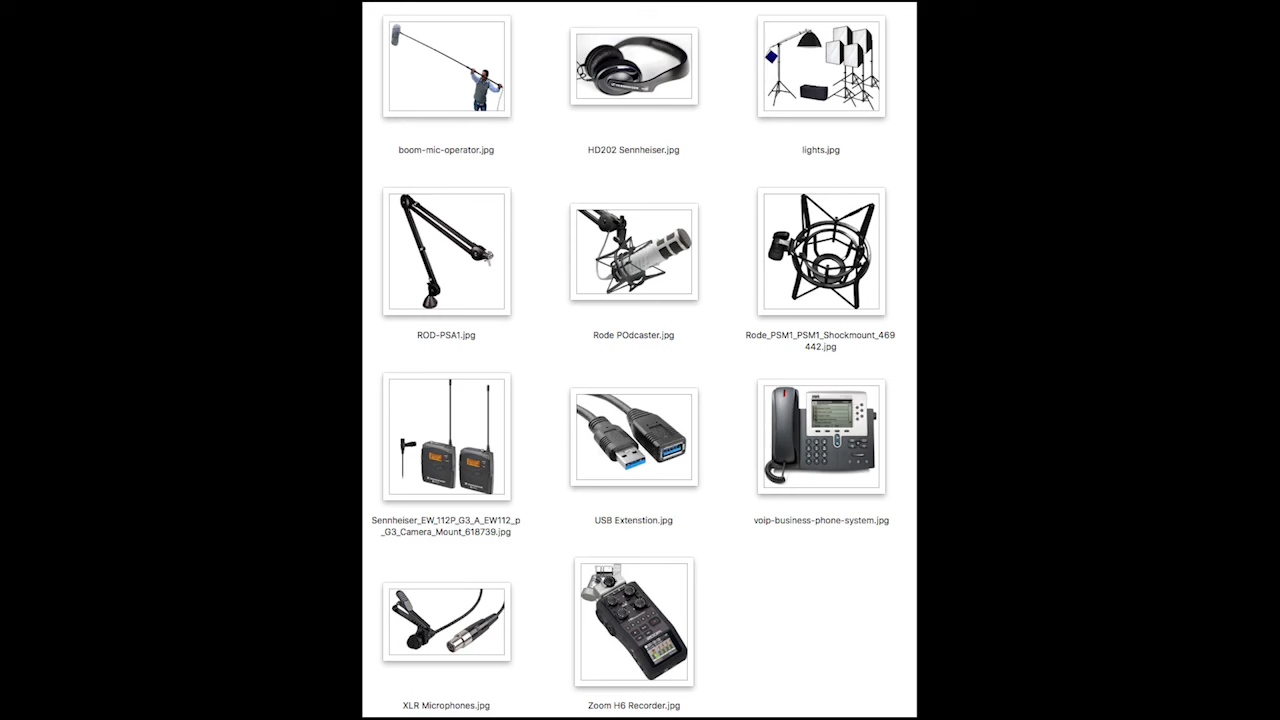 boom-mic-operator.jpg
HD202 Sennheiser.jpg
lights.jpg
ROD-PSA1.jpg
Rode POdcaster.jpg
Rode_PSM1_PSM1_Shockmount_469
442.jpg
Sennheiser_EW_112P_G3_A_EW112_p
_G3_Camera_Mount_618739.jpg
USB Extenstion.jpg
voip-business-phone-system.jpg
XLR Microphones.jpg
Zoom H6 Recorder.jpg